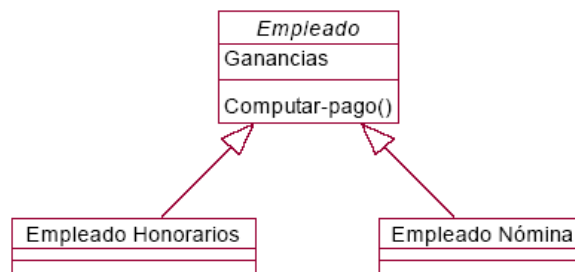 Empleado
Ganancias
Computar-pago()
Empleado Honorarios
Empleado Nómina